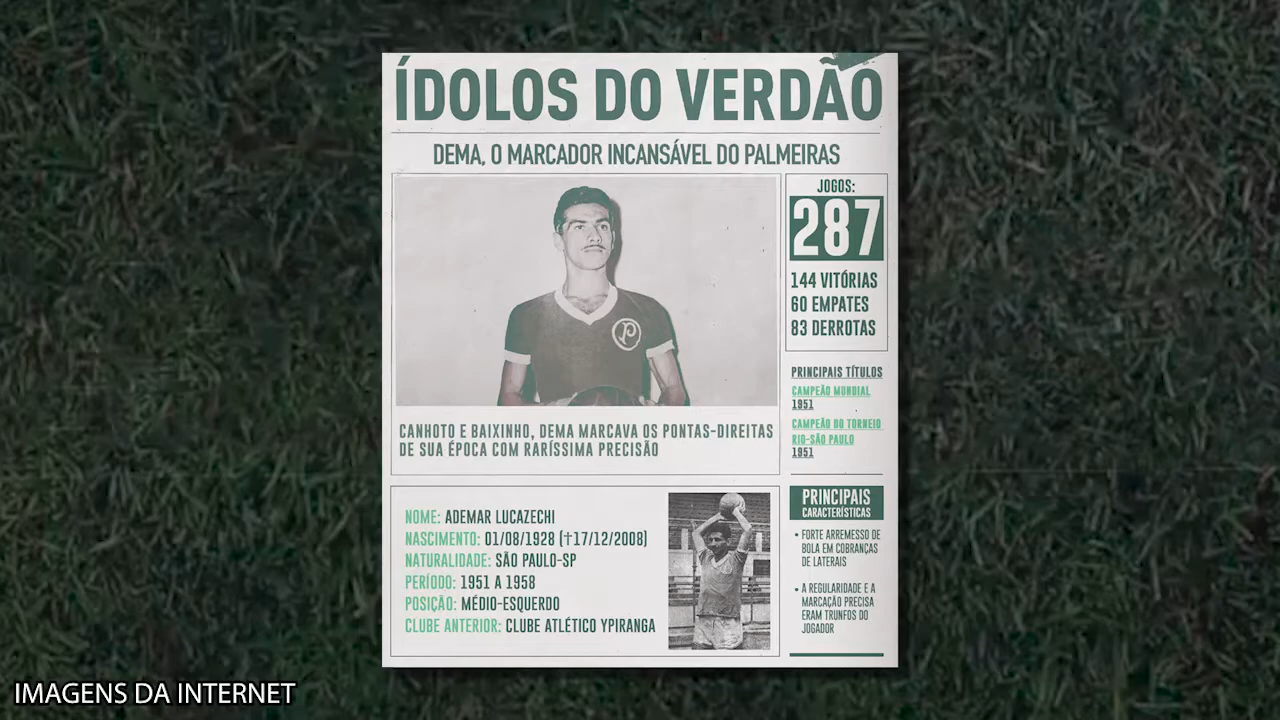 ÍDOLOS DO VERDÃO
DEMA, O MARCADOR INCANSÁVEL DO PALMEIRAS
P
CANHOTO E BAIXINHO, DEMA MARCAVA OS PONTAS-DIREITAS
DE SUA ÉPOCA COM RARÍSSIMA PRECISÃO
JOGOS:
287
144 VITÓRIAS
60 EMPATES
83 DERROTAS
PRINCIPAIS TÍTULOS
CAMPEÃO MUNDIAL
1951
CAMPEÃO DO TORNEIO
RIO-SÃO PAULO
1951
NOME: ADEMAR LUCAZECHI
NASCIMENTO: 01/08/1928 (†17/12/2008)
NATURALIDADE: SÃO PAULO-SP
PERÍODO: 1951 A 1958
POSIÇÃO: MÉDIO-ESQUERDO
CLUBE ANTERIOR: CLUBE ATLÉTICO YPIRANGA
PRINCIPAIS
CARACTERÍSTICAS
• FORTE ARREMESSO DE
BOLA EM COBRANÇAS
DE LATERAIS
• A REGULARIDADE E A
MARCAÇÃO PRECISA
ERAM TRUNFOS DO
JOGADOR
IMAGENS DA INTERNET